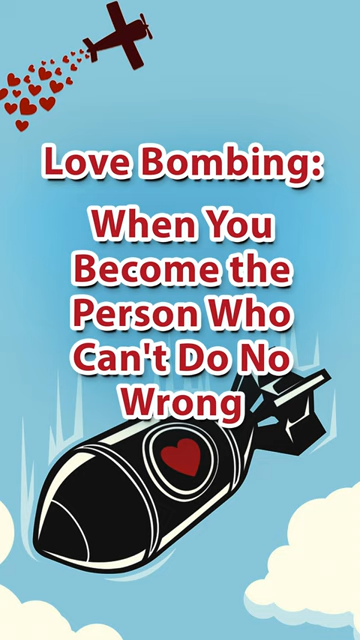 Love Bombing:
When You
Become the
Person Who
Can't Do No
Wrong